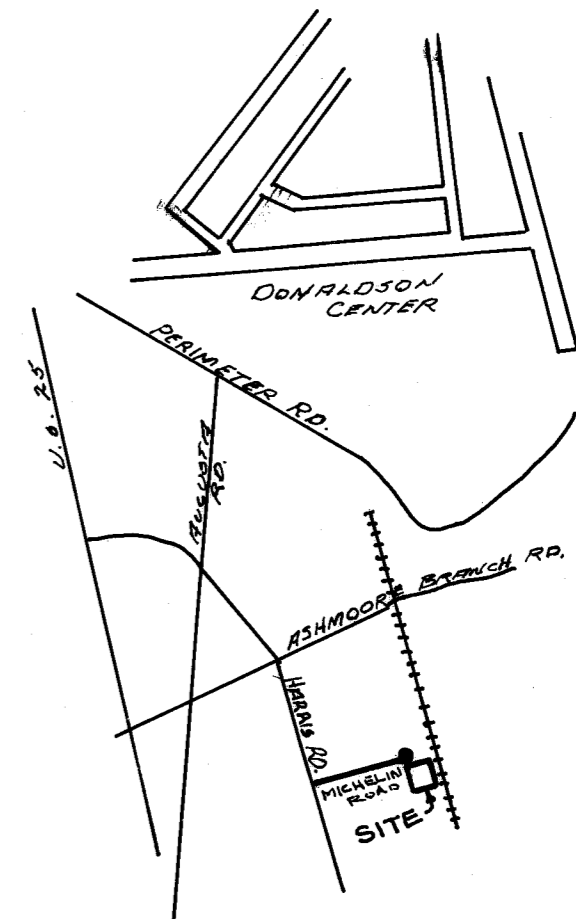 DONALDSON
CENTER
PERIMETER RD.
U.S. 25
AUGUSTA
RD.
ASHMOORE BRANCH RD.
HARRIS RD.
MICHELIN
ROAD
SITE